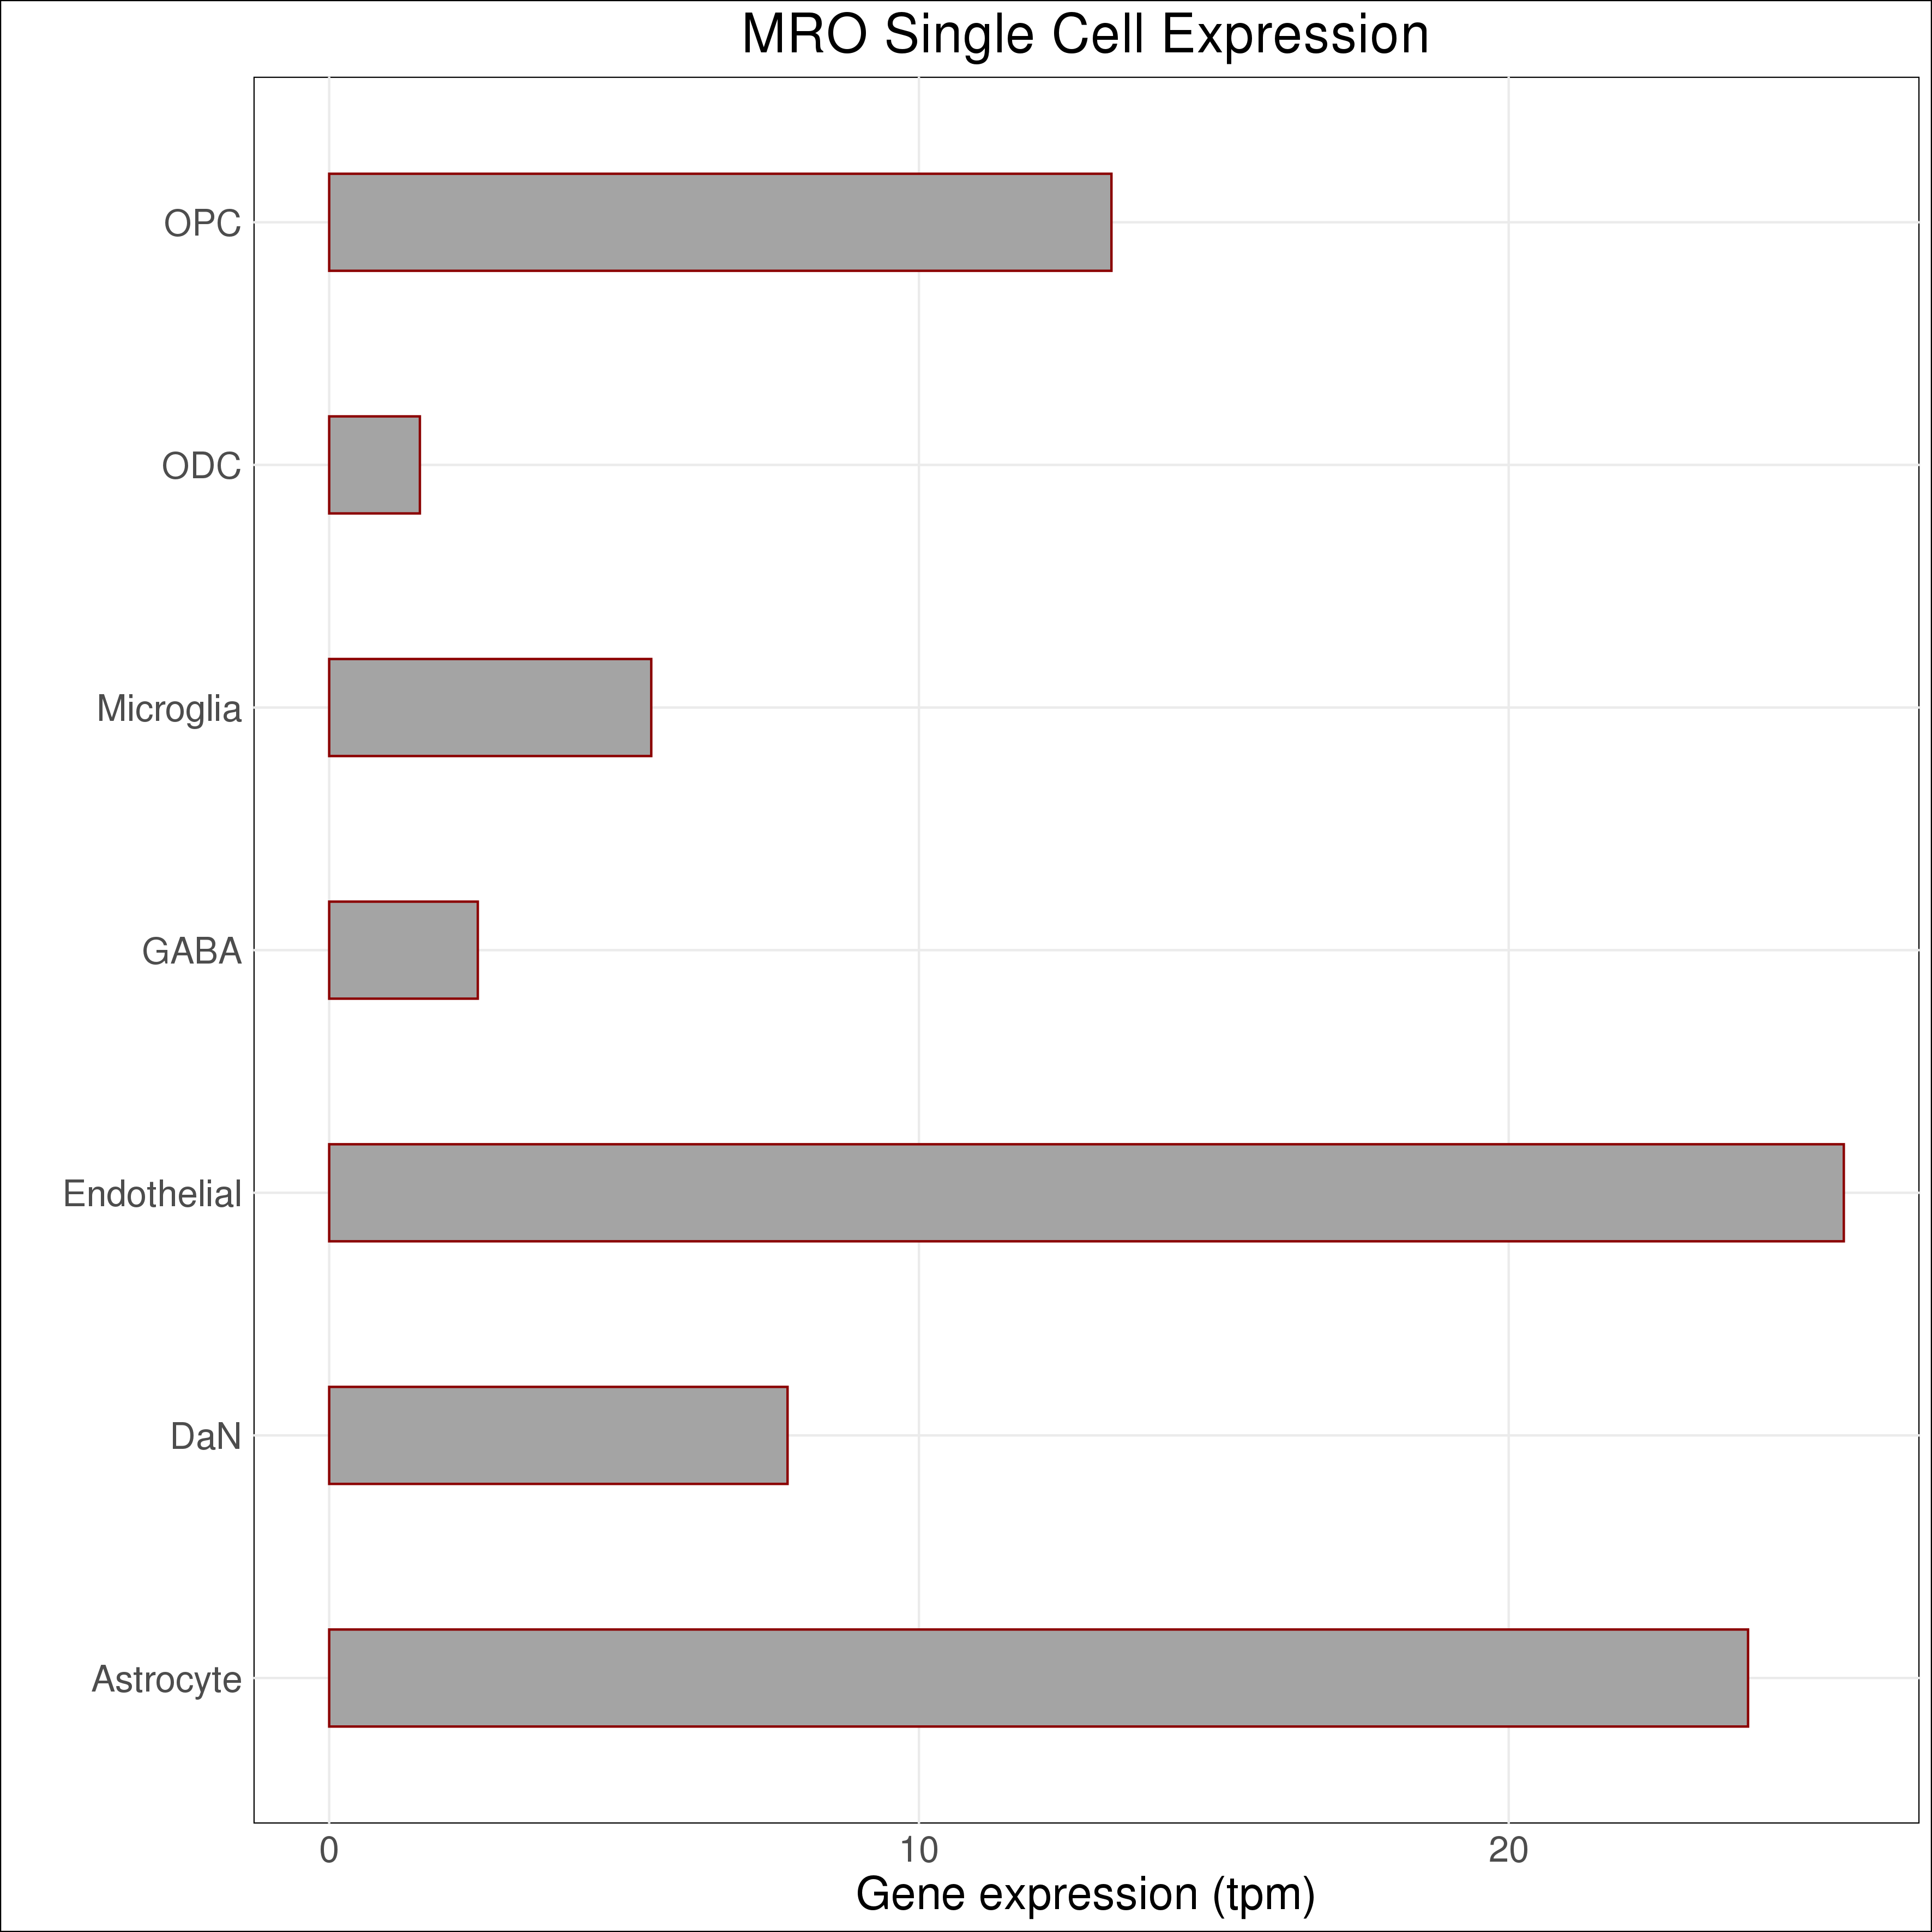 MRO Single Cell Expression
OPC
ODC
Microglia
GABA
Endothelial
DaN
Astrocyte
0 10 20
Gene expression (tpm)